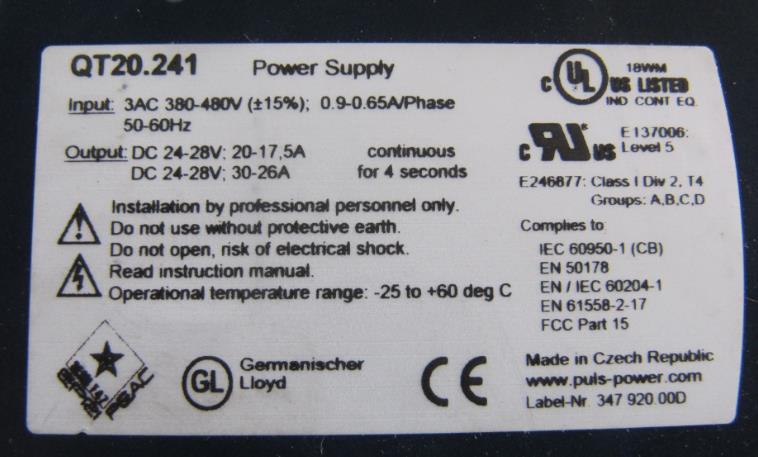 QT20.241 Power Supply
Input: 3AC 380-480V (±15%); 0.9-0.65A/Phase
50-60Hz
Output: DC 24-28V: 20-17,5A continuous
DC 24-28V; 30-26A for 4 seconds
Installation by professional personnel only.
Do not use without protective earth.
Do not open, risk of electrical shock.
Read instruction manual.
Operational temperature range: -25 to +60 deg C
PSAC
GL
Germanischer
Lloyd
CE
18WM
C UL US LISTED
IND CONT EQ.
E137006:
c RU US Level 5
E246877: Class I Div 2, T4
Groups: A,B,C,D
Complies to
IEC 60950-1 (CB)
EN 50178
EN / IEC 60204-1
EN 61558-2-17
FCC Part 15
Made in Czech Republic
www.puls-power.com
Label-Nr 347 920.00D